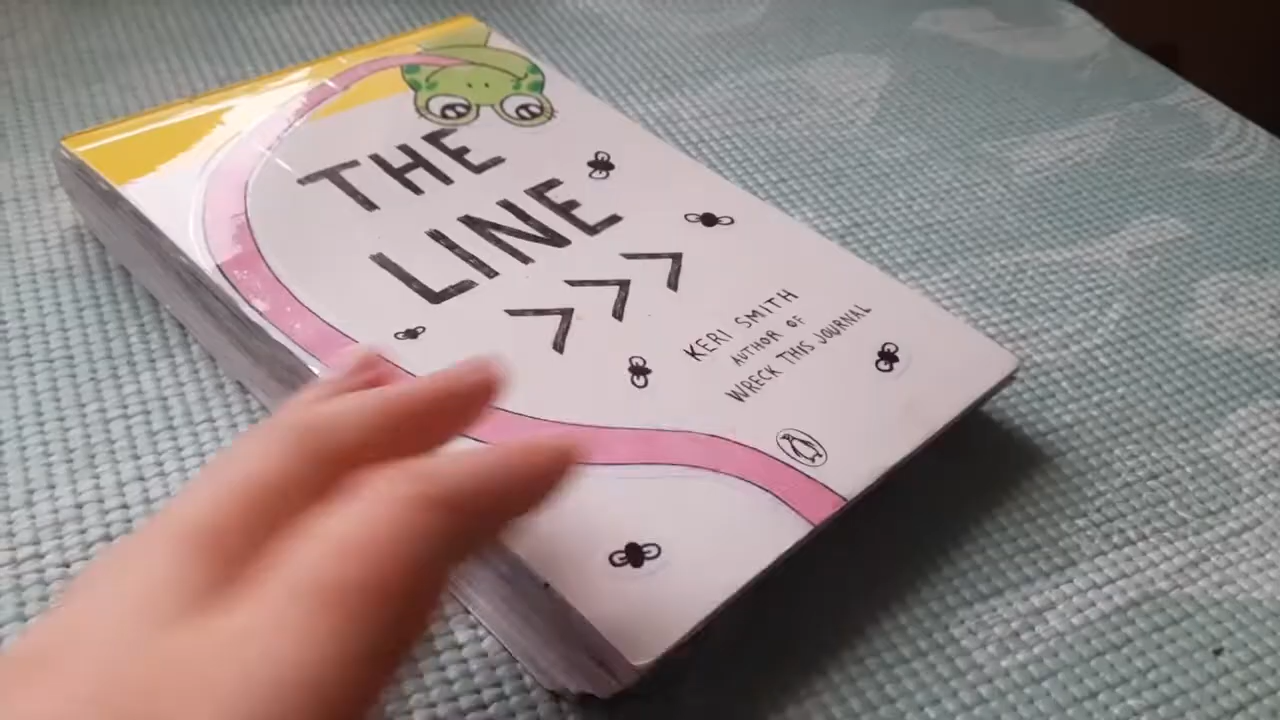 THE
LINE
KERI SMITH
AUTHOR OF
WRECK THIS JOURNAL